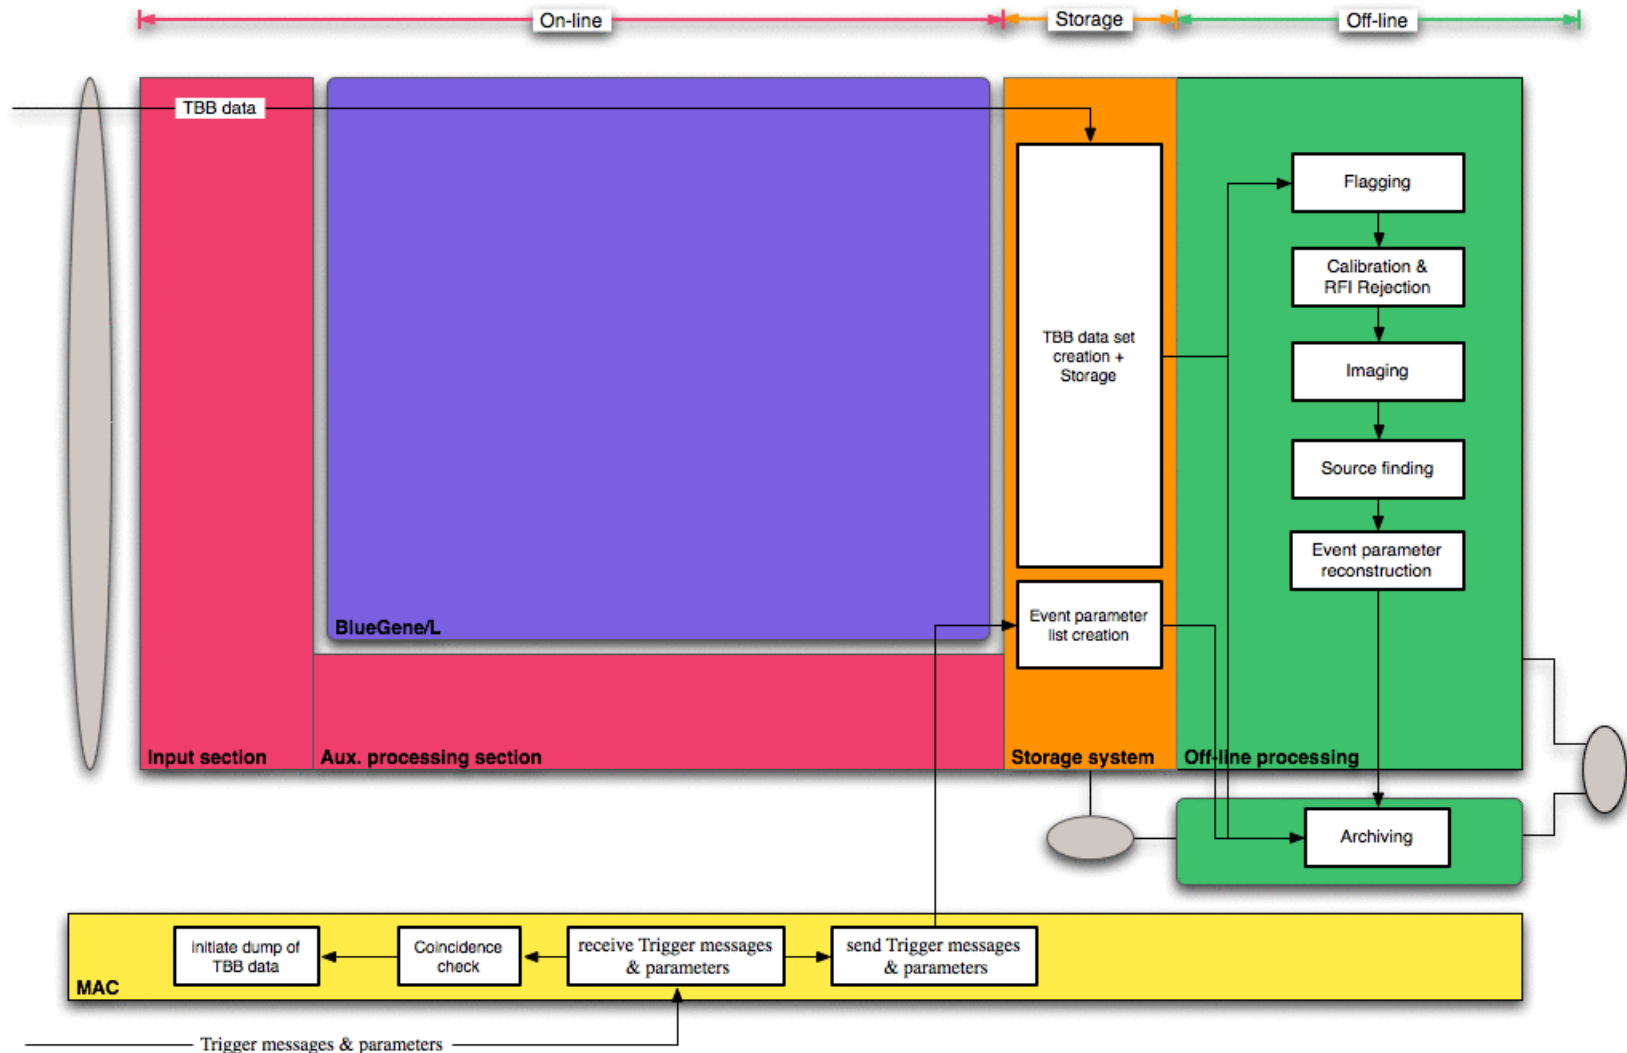 On-line
Storage
Off-line
TBB data
Flagging
Calibration &
RFI Rejection
TBB data set
creation +
Storage
Imaging
Source finding
Event parameter
reconstruction
Event parameter
list creation
BlueGene/L
Input section
Aux. processing section
Storage system
Off-line processing
Archiving
initiate dump of
TBB data
Coincidence
check
receive Trigger messages
& parameters
send Trigger messages
& parameters
MAC
Trigger messages & parameters